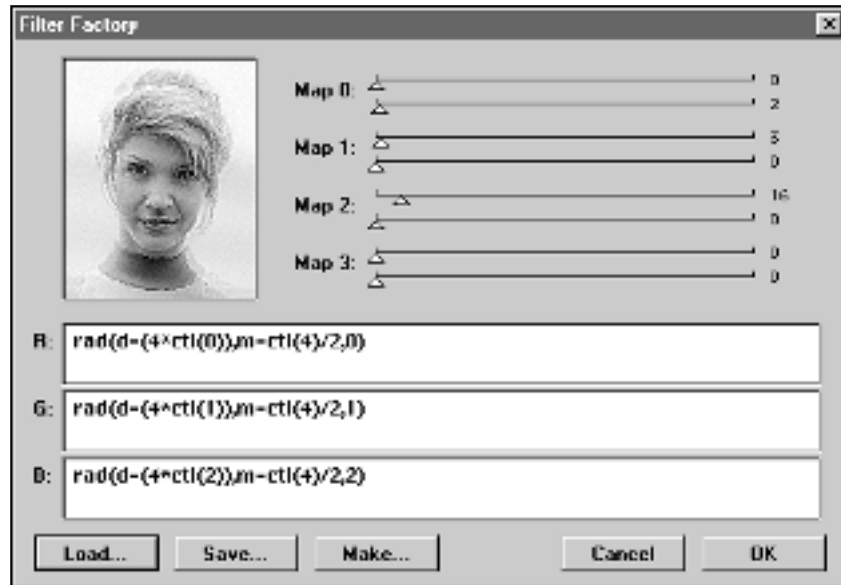 Filter Factory
Map 0: 0
2
Map 1: 5
0
Map 2: 16
0
Map 3: 0
0
R: rad(d-(4*ctl(0)),m-ctl(4)/2,0)
G: rad(d-(4*ctl(1)),m-ctl(4)/2,1)
B: rad(d-(4*ctl(2)),m-ctl(4)/2,2)
Load... Save... Make... Cancel OK